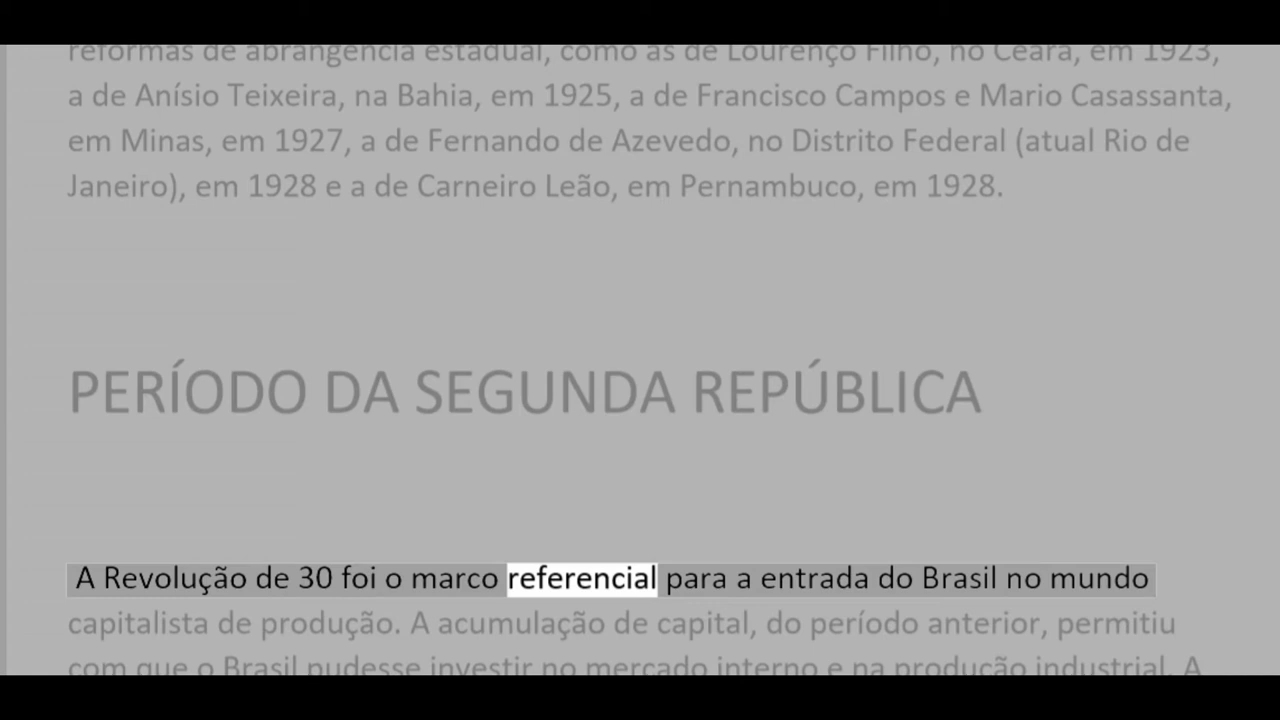 reformas de abrangência estadual, como as de Lourenço Filho, no Ceará, em 1923,
a de Anísio Teixeira, na Bahia, em 1925, a de Francisco Campos e Mario Casassanta,
em Minas, em 1927, a de Fernando de Azevedo, no Distrito Federal (atual Rio de
Janeiro), em 1928 e a de Carneiro Leão, em Pernambuco, em 1928.
PERÍODO DA SEGUNDA REPÚBLICA
A Revolução de 30 foi o marco referencial para a entrada do Brasil no mundo
capitalista de produção. A acumulação de capital, do período anterior, permitiu
com que o Brasil pudesse investir no mercado interno e na produção industrial. A